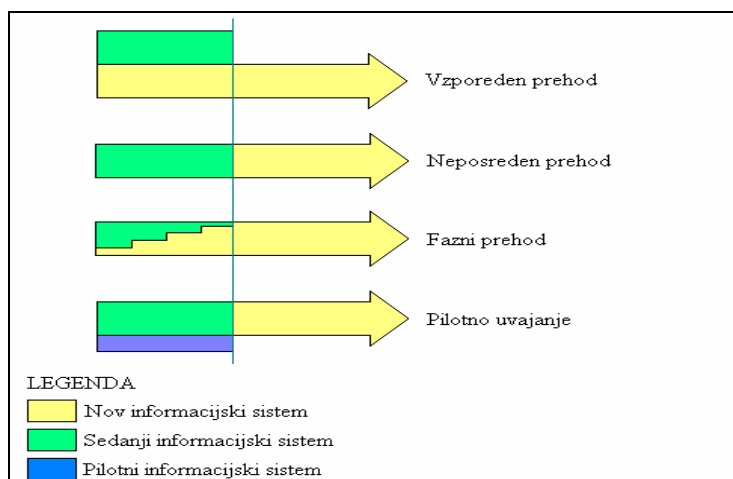 Vzporeden prehod
Neposreden prehod
Fazni prehod
Pilotno uvajanje
LEGENDA
Nov informacijski sistem
Sedanji informacijski sistem
Pilotni informacijski sistem